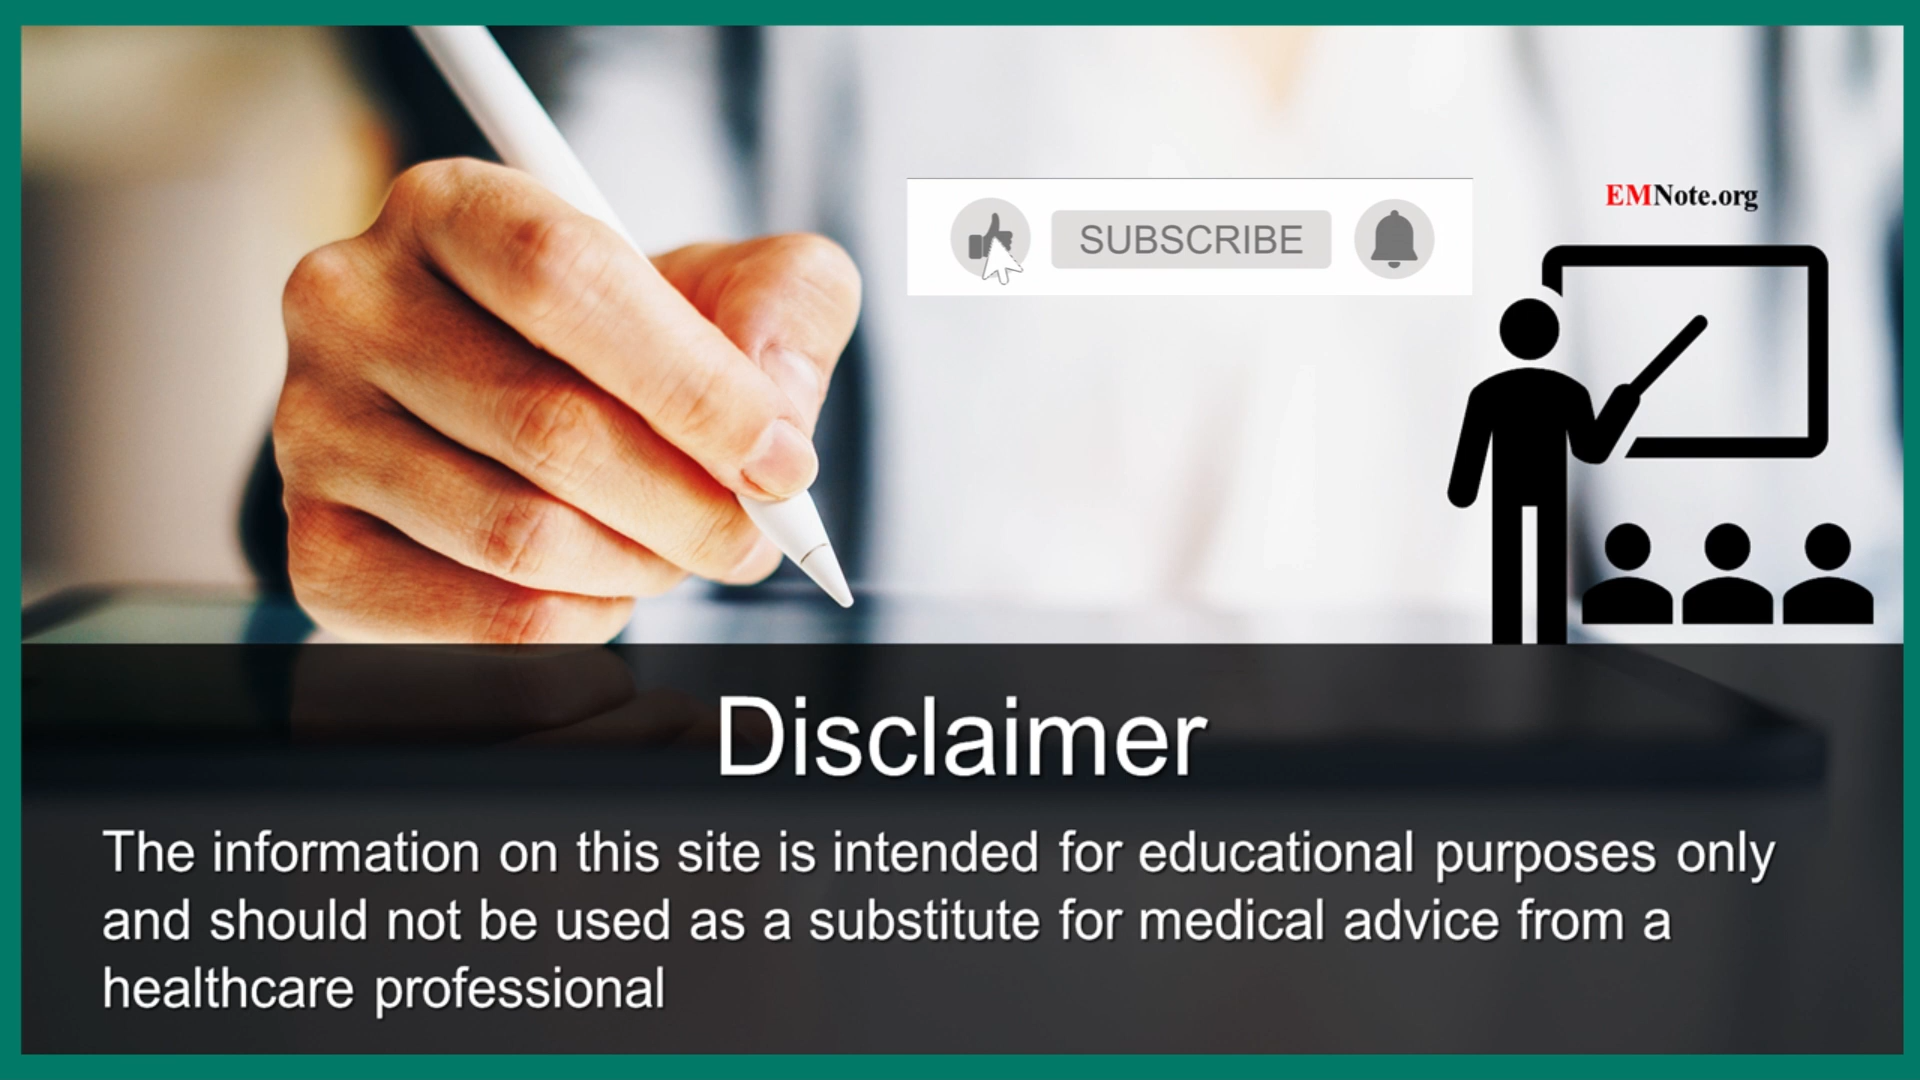 EMNote.org
SUBSCRIBE
Disclaimer
The information on this site is intended for educational purposes only
and should not be used as a substitute for medical advice from a
healthcare professional